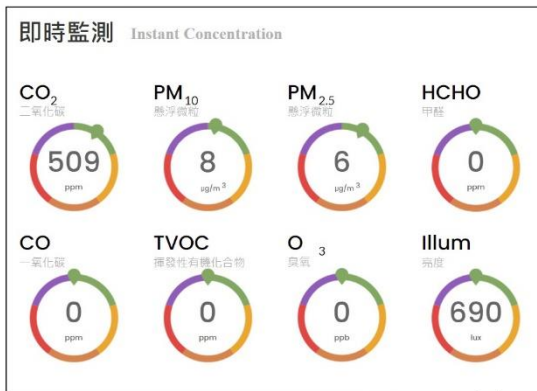 即時監測 Instant Concentration
CO2 PM10 PM2.5 HCHO
二氧化碳 懸浮微粒 懸浮微粒 甲醛
509 8 6 0
ppm μg/m3 μg/m3 ppm
CO TVOC O3 Illum
一氧化碳 揮發性有機化合物 臭氧 亮度
0 0 0 690
ppm ppm ppb lux